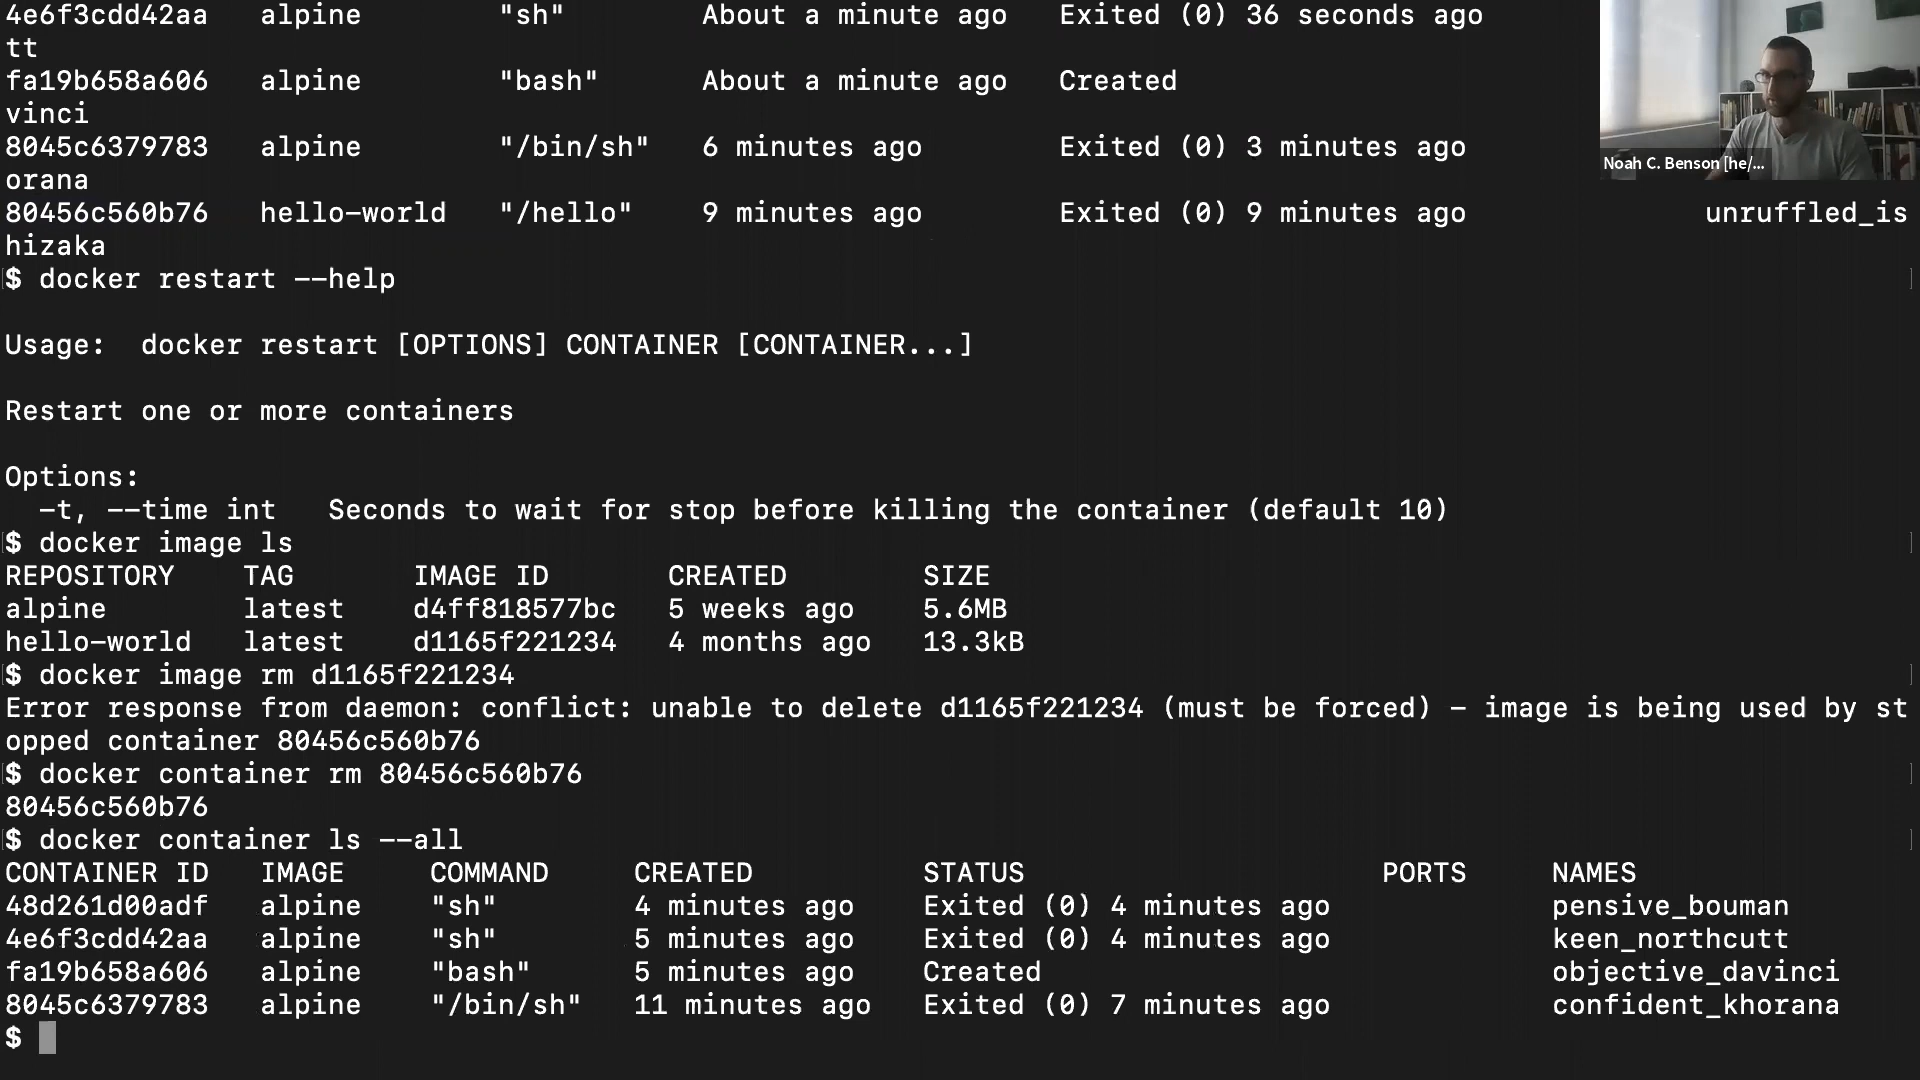 4e6f3cdd42aa   alpine        "sh"        About a minute ago   Exited (0) 36 seconds ago
tt
fa19b658a606   alpine        "bash"      About a minute ago   Created
vinci
8045c6379783   alpine        "/bin/sh"   6 minutes ago        Exited (0) 3 minutes ago
orana
80456c560b76   hello-world   "/hello"    9 minutes ago        Exited (0) 9 minutes ago              unruffled_is
hizaka
$ docker restart --help
Usage:  docker restart [OPTIONS] CONTAINER [CONTAINER...]
Restart one or more containers
Options:
  -t, --time int   Seconds to wait for stop before killing the container (default 10)
$ docker image ls
REPOSITORY    TAG       IMAGE ID       CREATED        SIZE
alpine        latest    d4ff818577bc   5 weeks ago    5.6MB
hello-world   latest    d1165f221234   4 months ago   13.3kB
$ docker image rm d1165f221234
Error response from daemon: conflict: unable to delete d1165f221234 (must be forced) - image is being used by st
opped container 80456c560b76
$ docker container rm 80456c560b76
80456c560b76
$ docker container ls --all
CONTAINER ID   IMAGE     COMMAND     CREATED          STATUS                     PORTS     NAMES
48d261d00adf   alpine    "sh"        4 minutes ago    Exited (0) 4 minutes ago             pensive_bouman
4e6f3cdd42aa   alpine    "sh"        5 minutes ago    Exited (0) 4 minutes ago             keen_northcutt
fa19b658a606   alpine    "bash"      5 minutes ago    Created                              objective_davinci
8045c6379783   alpine    "/bin/sh"   11 minutes ago   Exited (0) 7 minutes ago             confident_khorana
$
Noah C. Benson [he/...